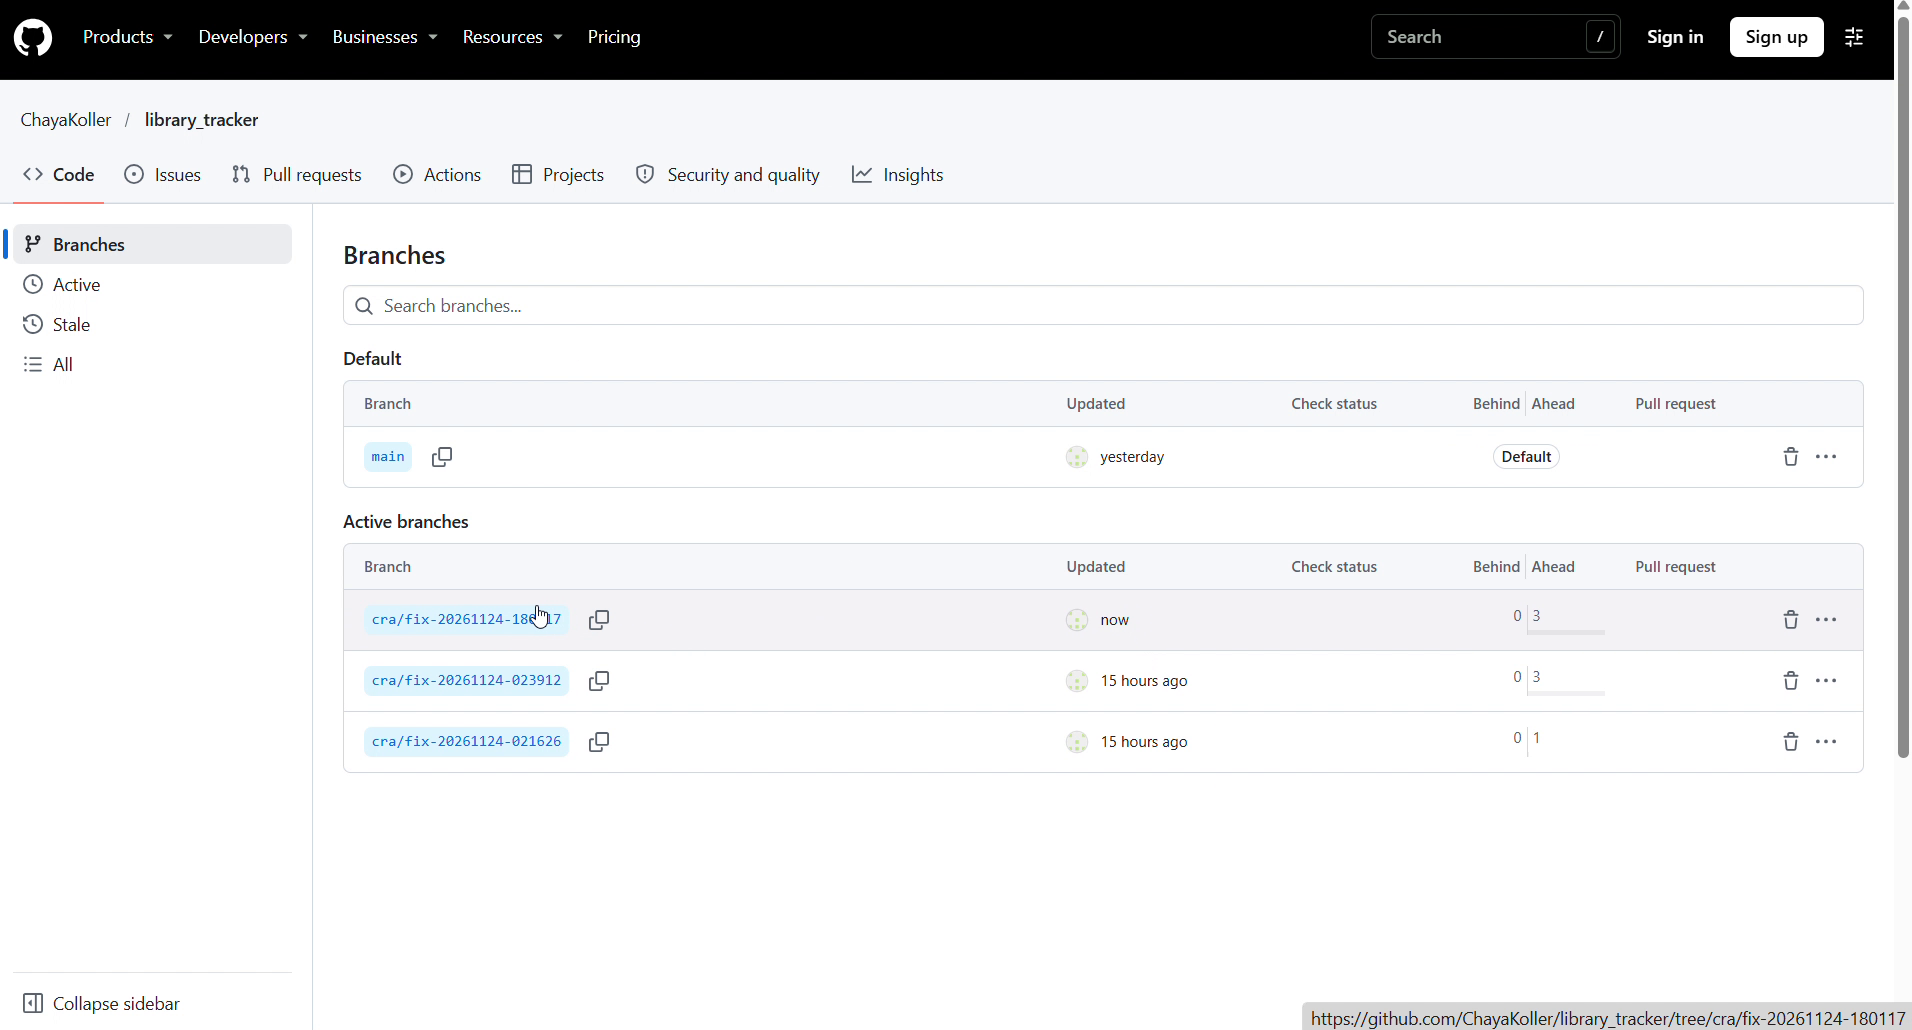 Products Developers Businesses Resources Pricing Search / Sign in Sign up
ChayaKoller / library_tracker
Code Issues Pull requests Actions Projects Security and quality Insights
Branches
Active
Stale
All
Branches
Search branches...
Default
Branch Updated Check status Behind Ahead Pull request
main yesterday Default
Active branches
Branch Updated Check status Behind Ahead Pull request
cra/fix-20261124-180117 now 0 3
cra/fix-20261124-023912 15 hours ago 0 3
cra/fix-20261124-021626 15 hours ago 0 1
Collapse sidebar
https://github.com/ChayaKoller/library_tracker/tree/cra/fix-20261124-180117